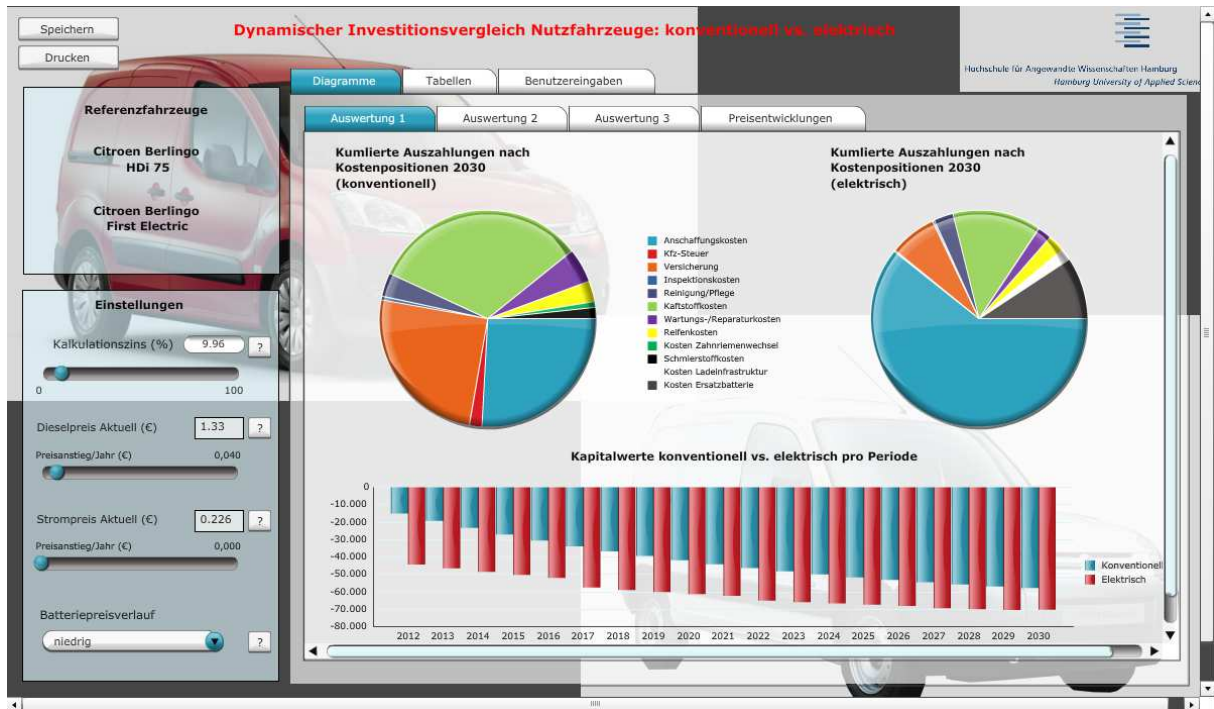 Speichern
Drucken
Dynamischer Investitionsvergleich Nutzfahrzeuge: konventionell vs. elektrisch
Hochschule für Angewandte Wissenschaften Hamburg
Hamburg University of Applied Scienc
Diagramme
Tabellen
Benutzereingaben
Referenzfahrzeuge
Citroen Berlingo
HDi 75
Citroen Berlingo
First Electric
Einstellungen
Kalkulationszins (%) 9.96 ?
0 100
Dieselpreis Aktuell (€) 1.33 ?
Preisanstieg/Jahr (€) 0,040
Strompreis Aktuell (€) 0.226 ?
Preisanstieg/Jahr (€) 0,000
Batteriepreisverlauf
niedrig ?
Auswertung 1
Auswertung 2
Auswertung 3
Preisentwicklungen
Kumlierte Auszahlungen nach
Kostenpositionen 2030
(konventionell)
Anschaffungskosten
Kfz-Steuer
Versicherung
Inspektionskosten
Reinigung/Pflege
Kaftstoffkosten
Wartungs-/Reparaturkosten
Reifenkosten
Kosten Zahnriemenwechsel
Schmierstoffkosten
Kosten Ladeinfrastruktur
Kosten Ersatzbatterie
Kumlierte Auszahlungen nach
Kostenpositionen 2030
(elektrisch)
Kapitalwerte konventionell vs. elektrisch pro Periode
0
-10.000
-20.000
-30.000
-40.000
-50.000
-60.000
-70.000
-80.000
2012 2013 2014 2015 2016 2017 2018 2019 2020 2021 2022 2023 2024 2025 2026 2027 2028 2029 2030
Konventionell
Elektrisch